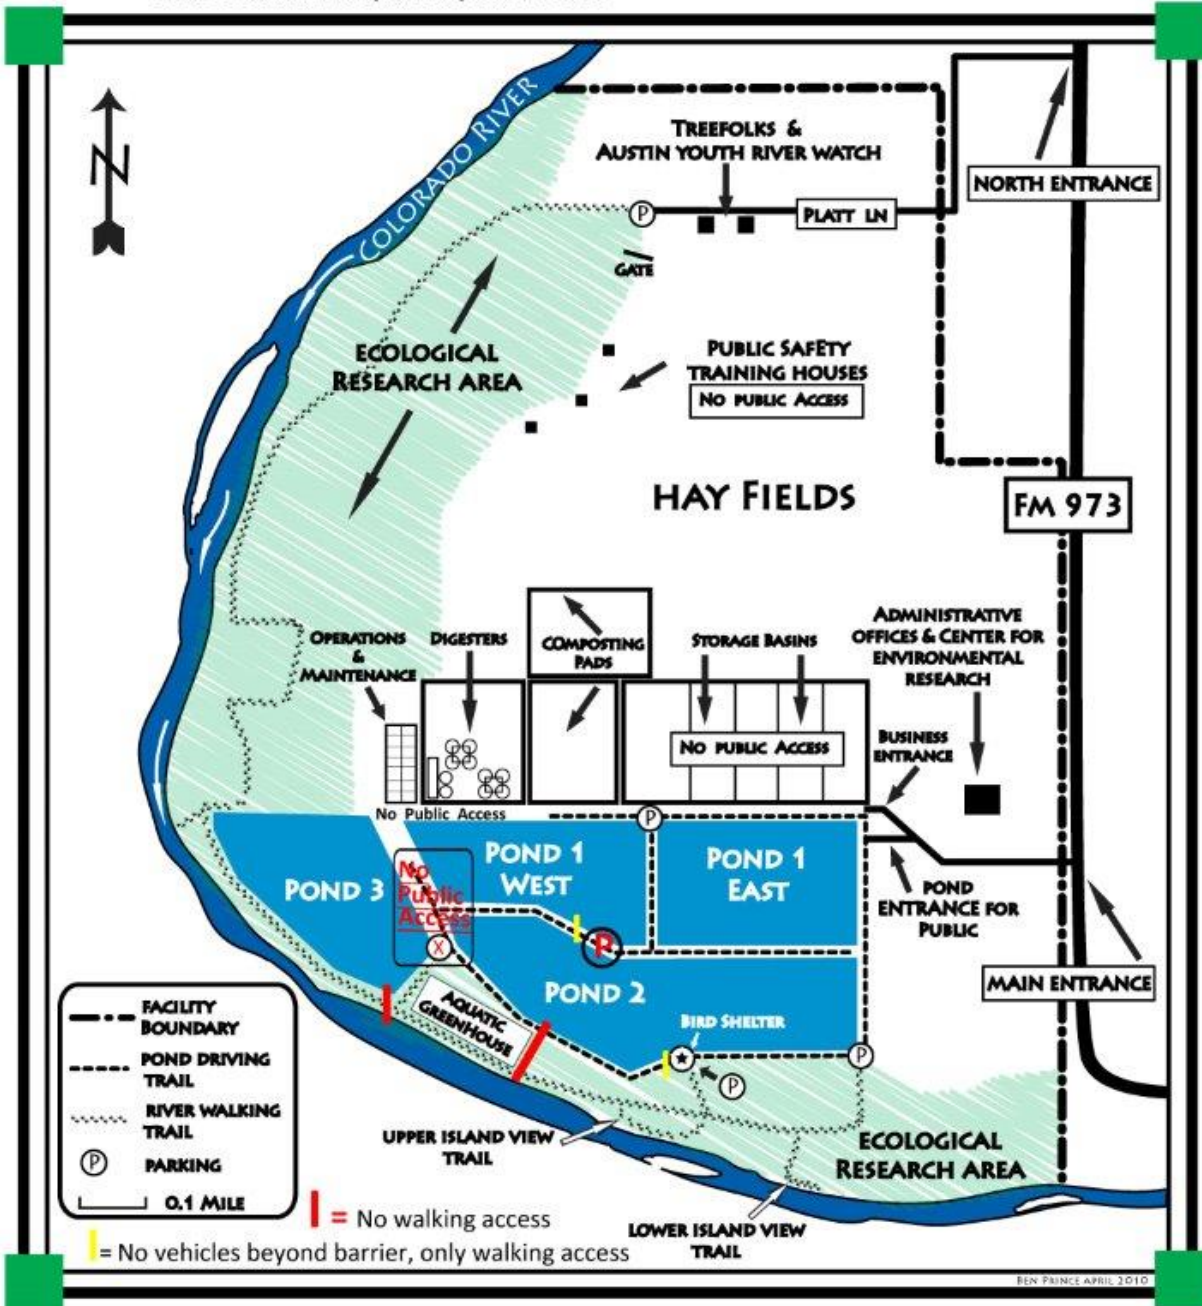 N
COLORADO RIVER
TREEFOLKS &
AUSTIN YOUTH RIVER WATCH
NORTH ENTRANCE
P
PLATT LN
GATE
ECOLOGICAL
RESEARCH AREA
PUBLIC SAFETY
TRAINING HOUSES
NO PUBLIC ACCESS
HAY FIELDS
FM 973
OPERATIONS
&
MAINTENANCE
DIGESTERS
COMPOSTING
PADS
STORAGE BASINS
NO PUBLIC ACCESS
ADMINISTRATIVE
OFFICES & CENTER FOR
ENVIRONMENTAL
RESEARCH
BUSINESS
ENTRANCE
No Public Access
P
POND 3
No
Public
Access
X
POND 1
WEST
POND 1
EAST
P
POND
ENTRANCE FOR
PUBLIC
MAIN ENTRANCE
POND 2
AQUATIC
GREENHOUSE
BIRD SHELTER
P
P
UPPER ISLAND VIEW
TRAIL
ECOLOGICAL
RESEARCH AREA
LOWER ISLAND VIEW
TRAIL
FACILITY
BOUNDARY
POND DRIVING
TRAIL
RIVER WALKING
TRAIL
P PARKING
0.1 MILE
= No walking access
= No vehicles beyond barrier, only walking access
BEN PRINCE APRIL 2010